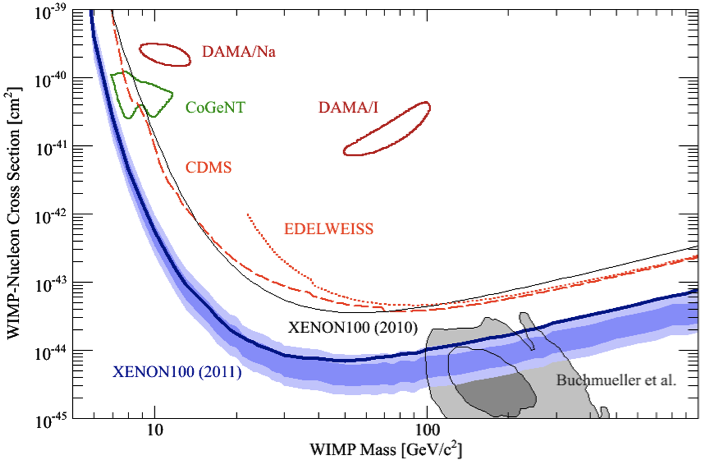 10⁻³⁹
10⁻⁴⁰
10⁻⁴¹
10⁻⁴²
10⁻⁴³
10⁻⁴⁴
10⁻⁴⁵
WIMP-Nucleon Cross Section [cm²]
DAMA/Na
CoGeNT
DAMA/I
CDMS
EDELWEISS
XENON100 (2010)
XENON100 (2011)
Buchmueller et al.
10
100
WIMP Mass [GeV/c²]